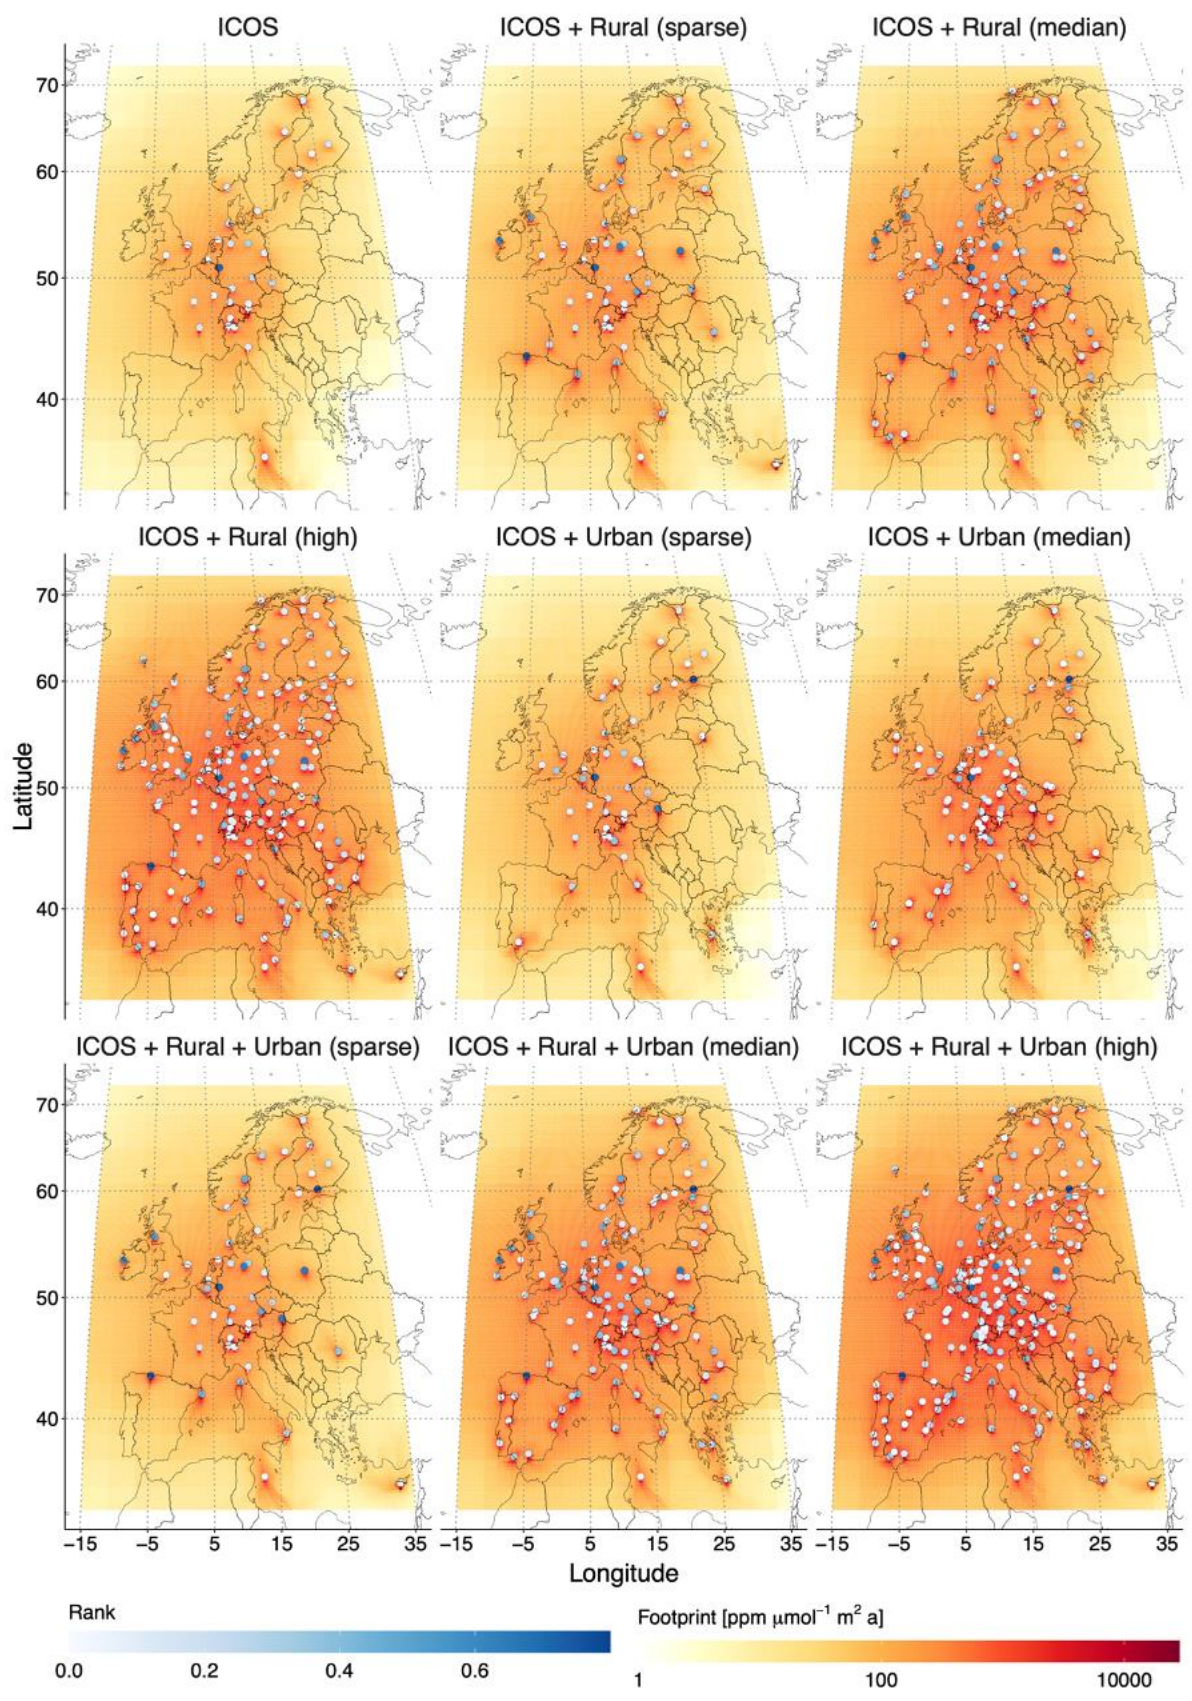 ICOS
ICOS + Rural (sparse)
ICOS + Rural (median)
70
60
50
40
ICOS + Rural (high)
ICOS + Urban (sparse)
ICOS + Urban (median)
70
60
50
40
Latitude
ICOS + Rural + Urban (sparse)
ICOS + Rural + Urban (median)
ICOS + Rural + Urban (high)
70
60
50
40
−15 −5 5 15 25 35 −15 −5 5 15 25 35 −15 −5 5 15 25 35
Longitude
Rank
0.0 0.2 0.4 0.6
Footprint [ppm μmol⁻¹ m² a]
1 100 10000